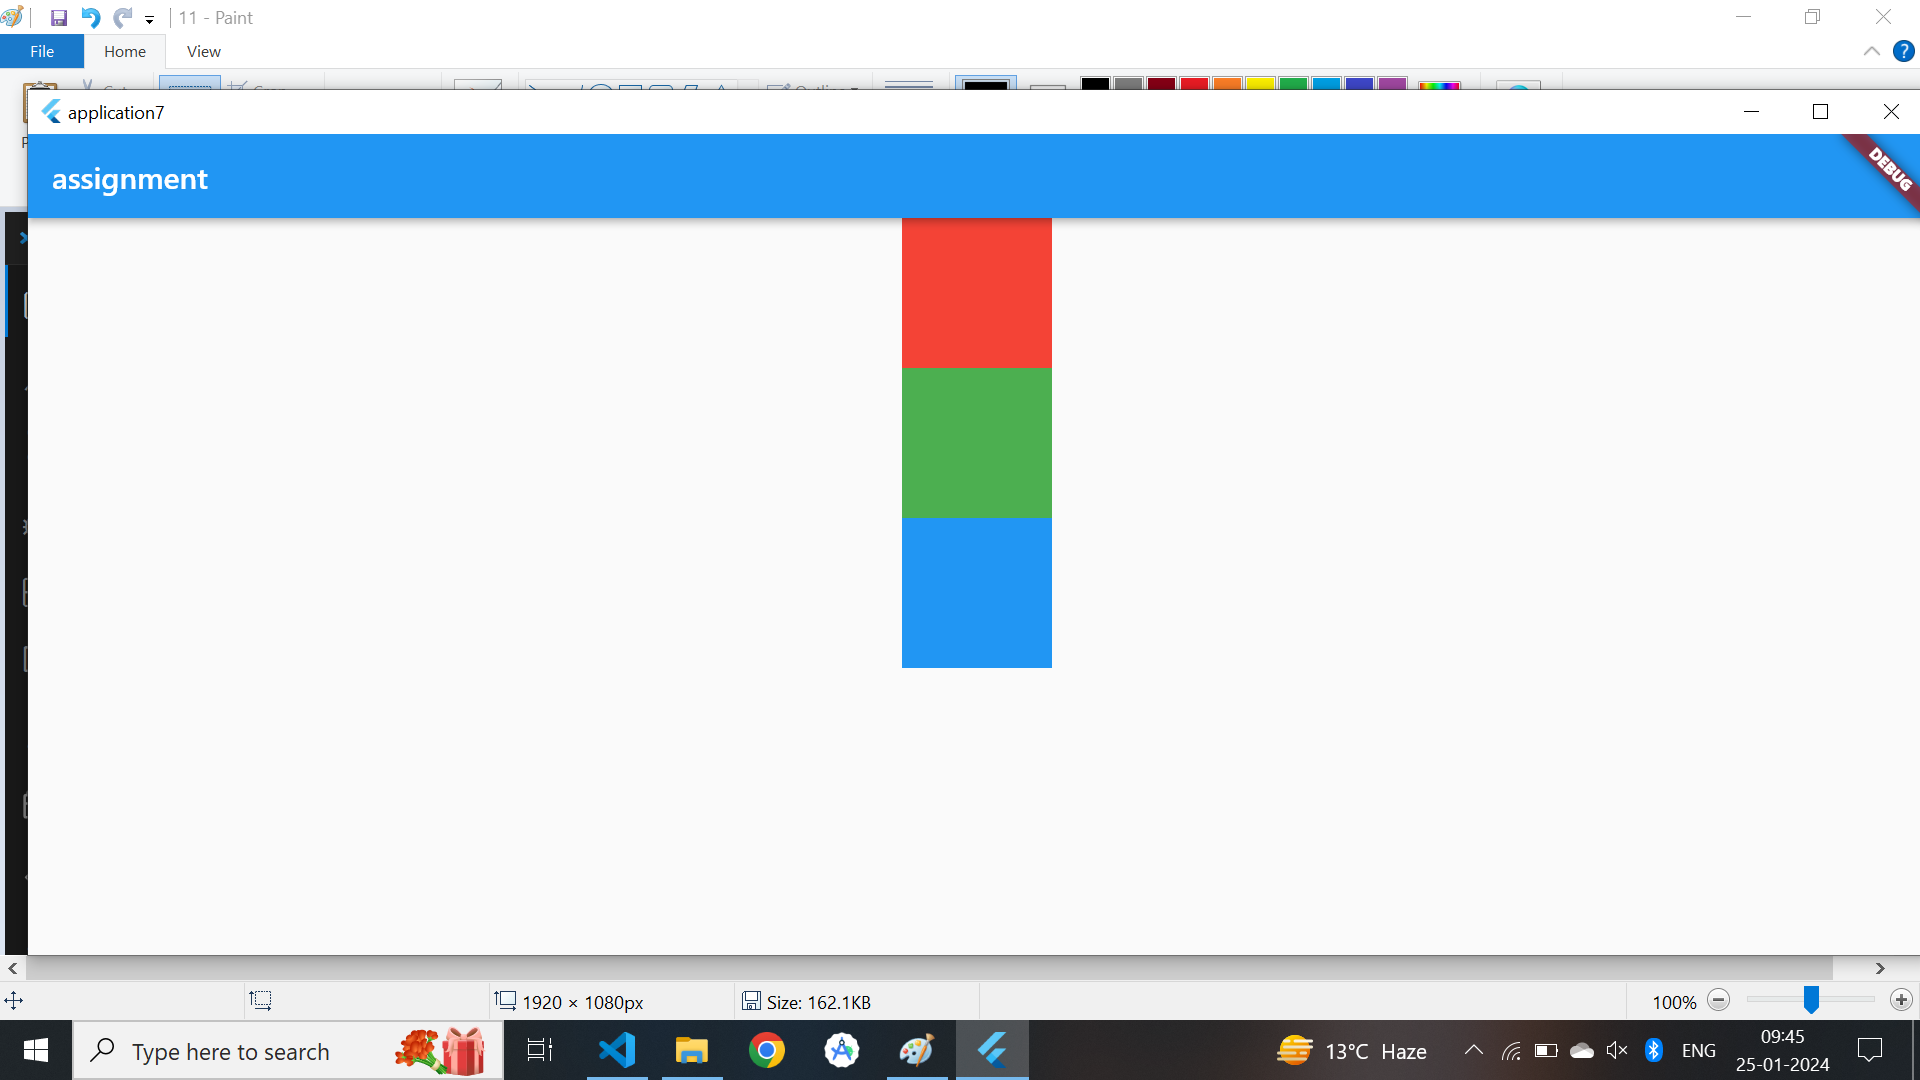 11 - Paint
File
Home
View
application7
assignment
DEBUG
1920 × 1080px
Size: 162.1KB
100%
Type here to search
13°C Haze
ENG
09:45
25-01-2024